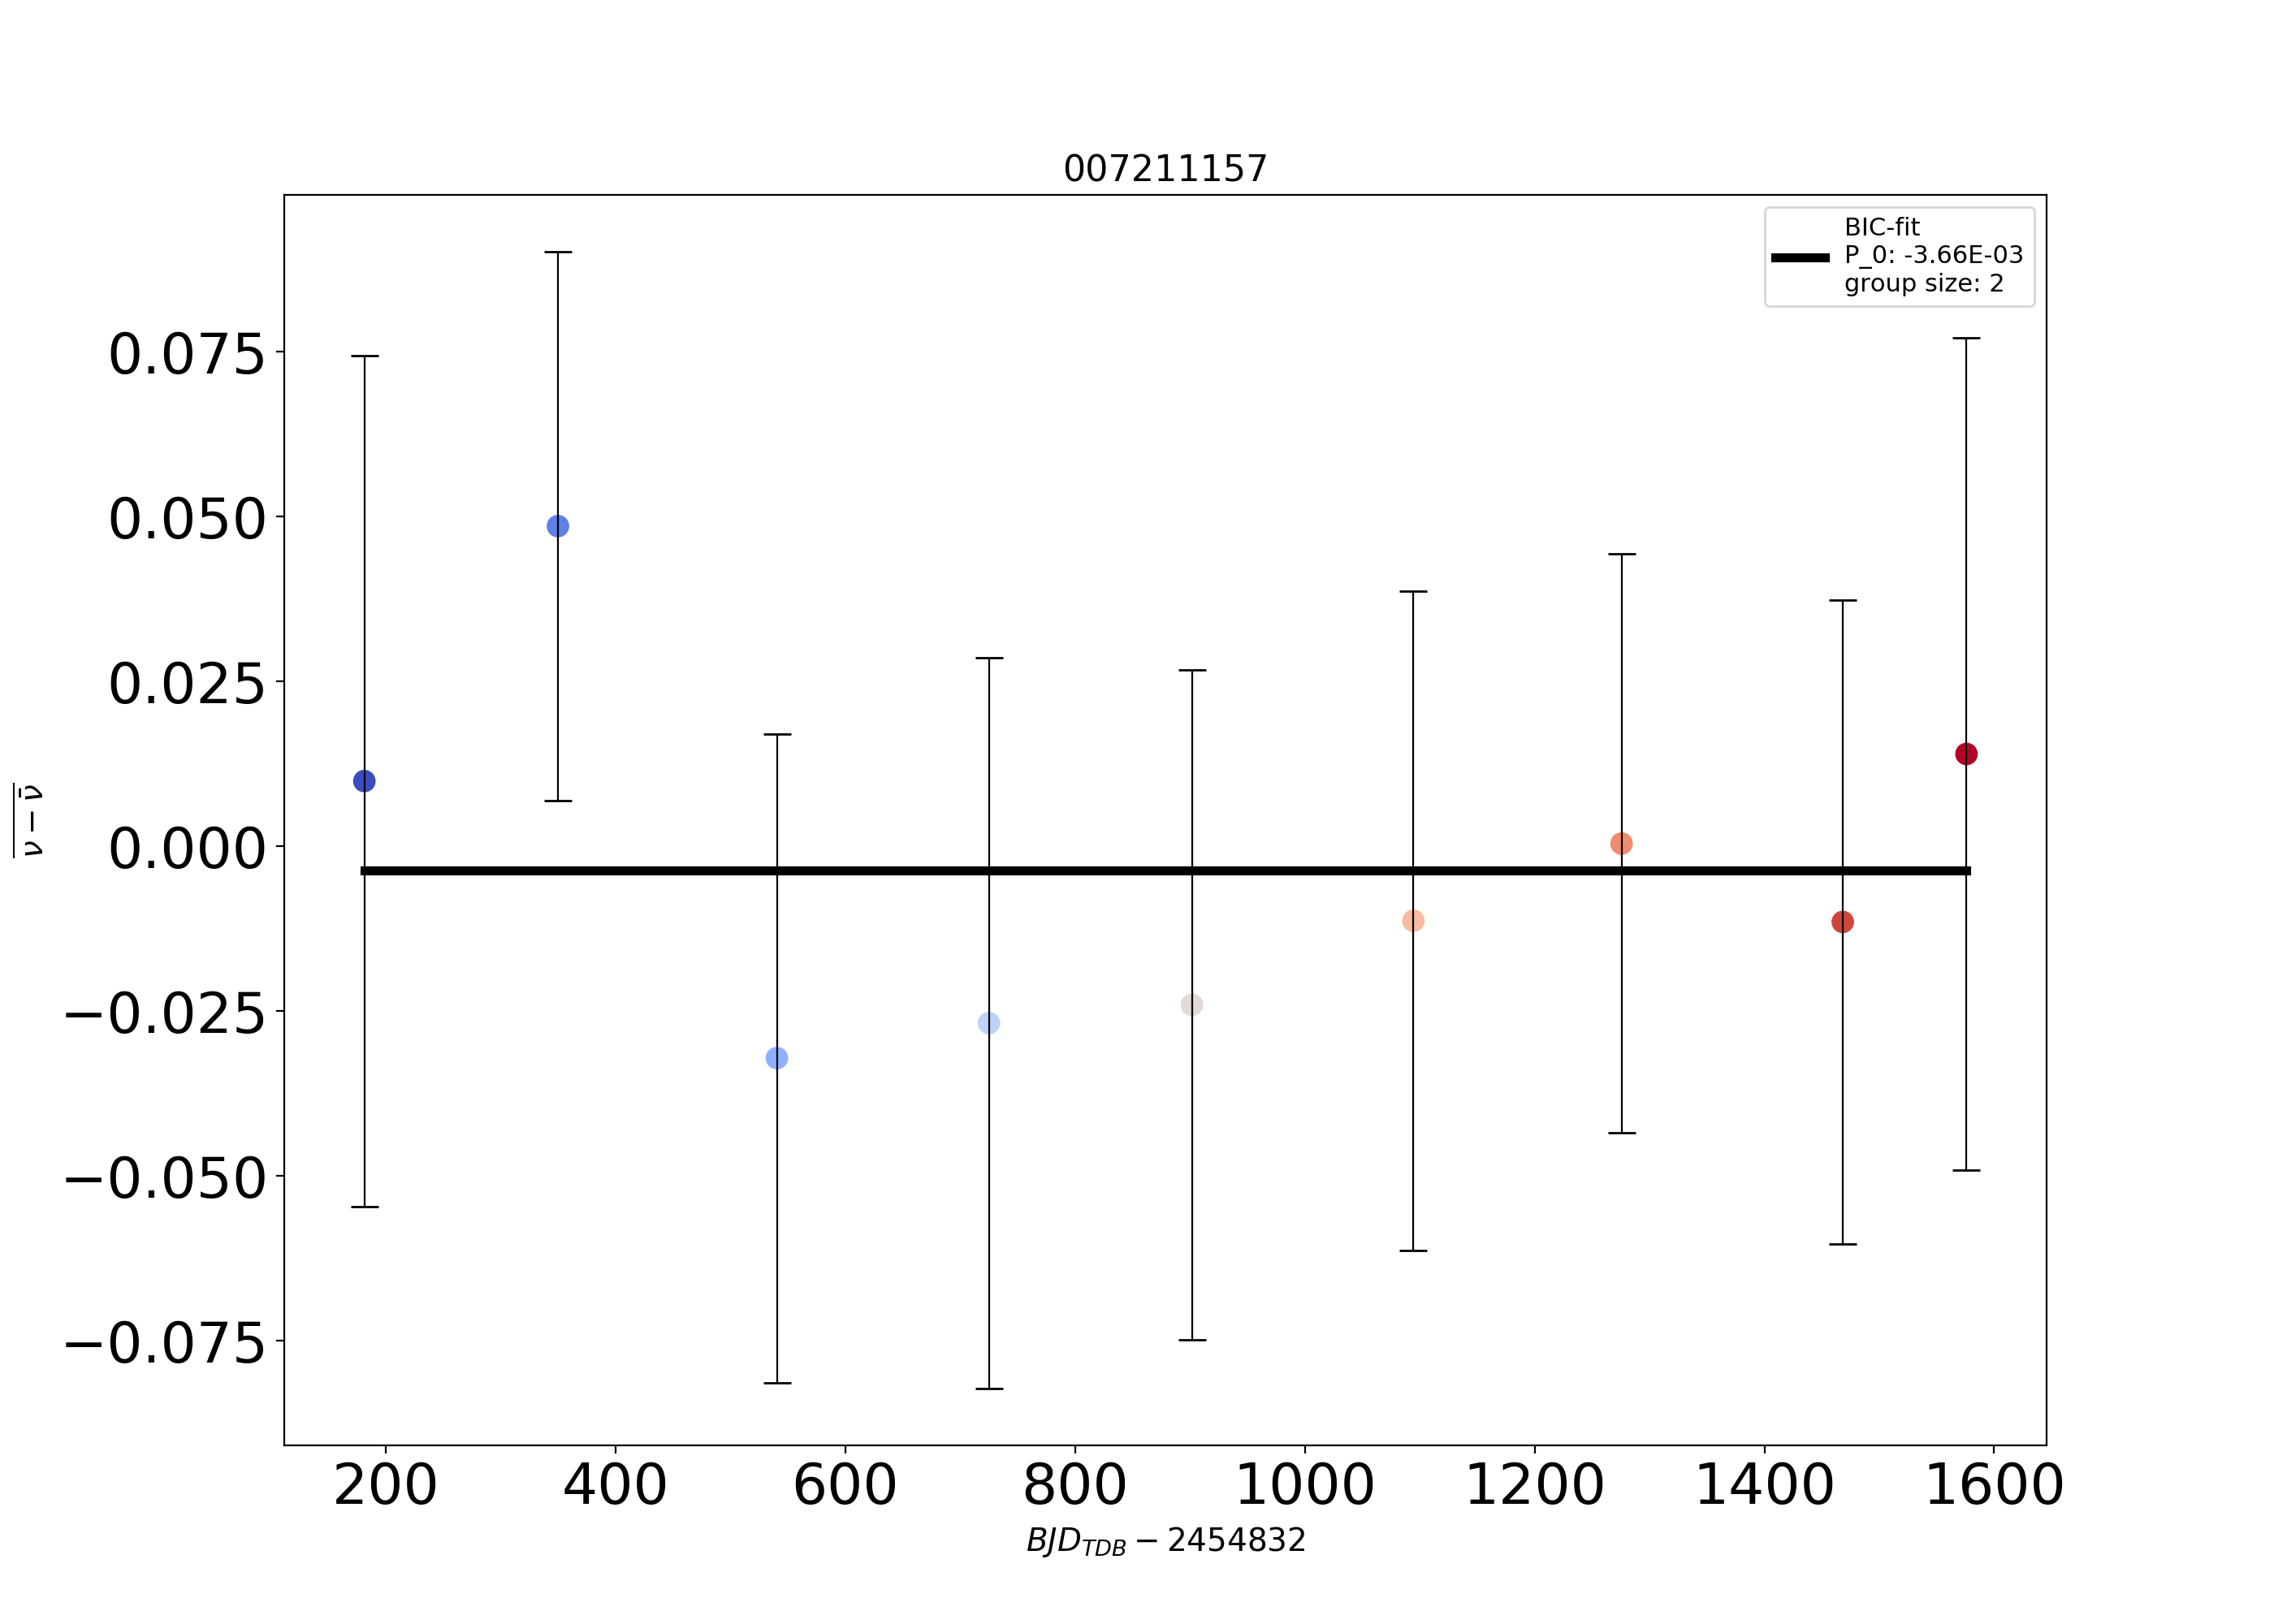 007211157
BIC-fit
P_0: -3.66E-03
group size: 2
0.075
0.050
0.025
0.000
−0.025
−0.050
−0.075
ν − ν̄
200 400 600 800 1000 1200 1400 1600
BJD_TDB − 2454832